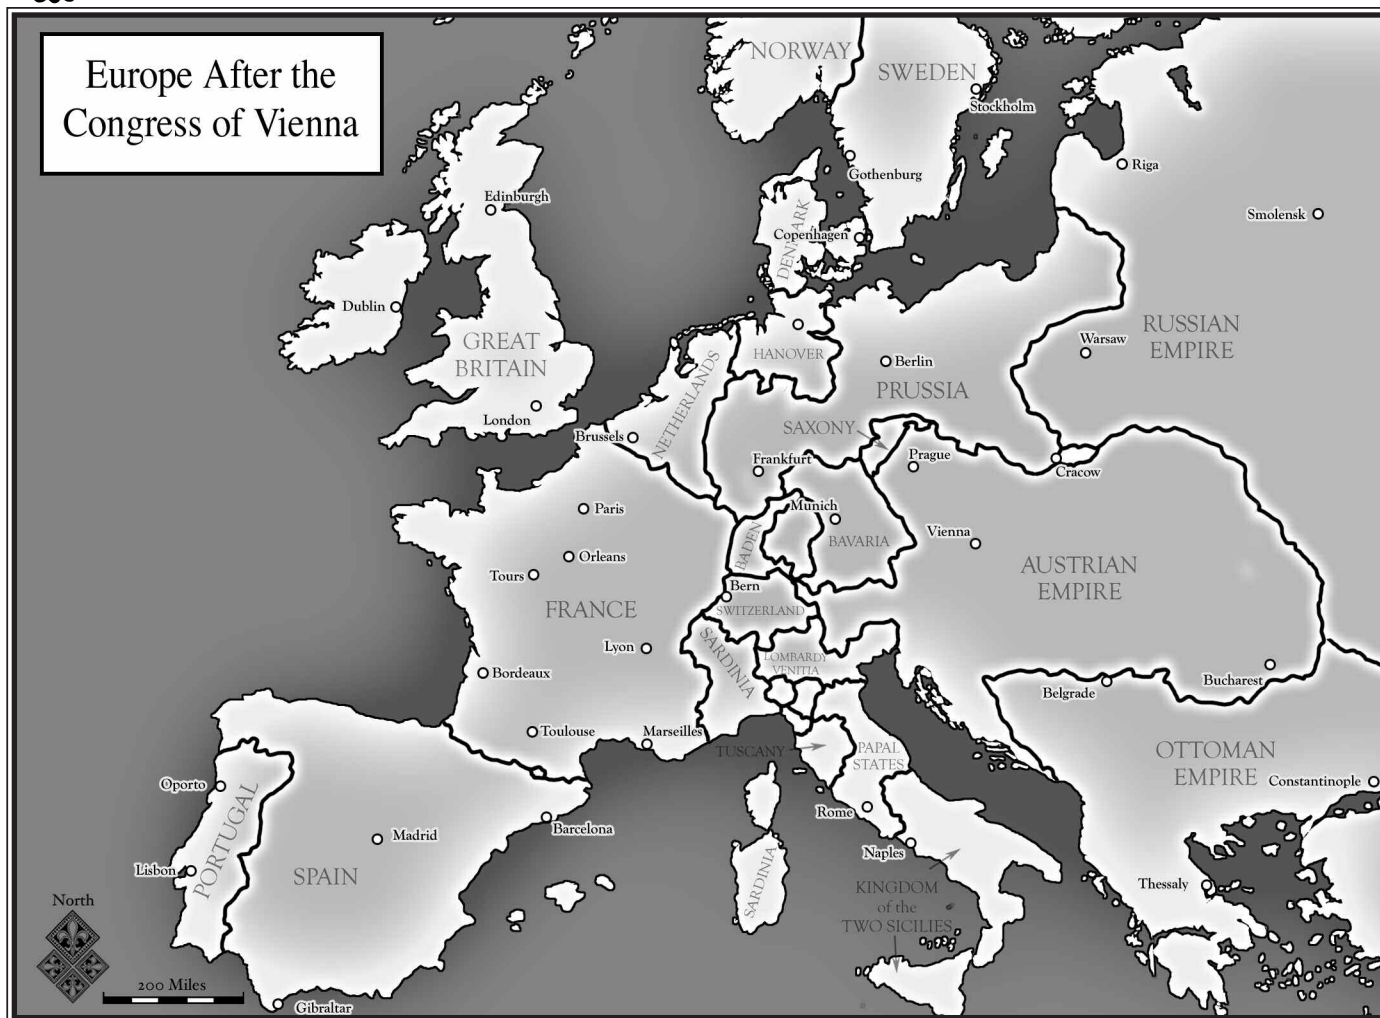 Europe After the
Congress of Vienna
NORWAY
SWEDEN
Stockholm
Gothenburg
Riga
Smolensk
Edinburgh
Copenhagen
DENMARK
Dublin
GREAT
BRITAIN
London
NETHERLANDS
HANOVER
Berlin
PRUSSIA
Warsaw
RUSSIAN
EMPIRE
Brussels
SAXONY
Frankfurt
Prague
Cracow
Paris
Munich
BAVARIA
BADEN
Vienna
Orleans
Tours
AUSTRIAN
EMPIRE
Bern
SWITZERLAND
FRANCE
Lyon
SARDINIA
LOMBARDY
VENITIA
Bordeaux
Belgrade
Bucharest
Toulouse
Marseilles
TUSCANY
PAPAL
STATES
OTTOMAN
EMPIRE
Constantinople
Oporto
PORTUGAL
Rome
Barcelona
Madrid
Naples
Lisbon
SPAIN
SARDINIA
KINGDOM
of the
TWO SICILIES
Thessaly
North
200 Miles
Gibraltar